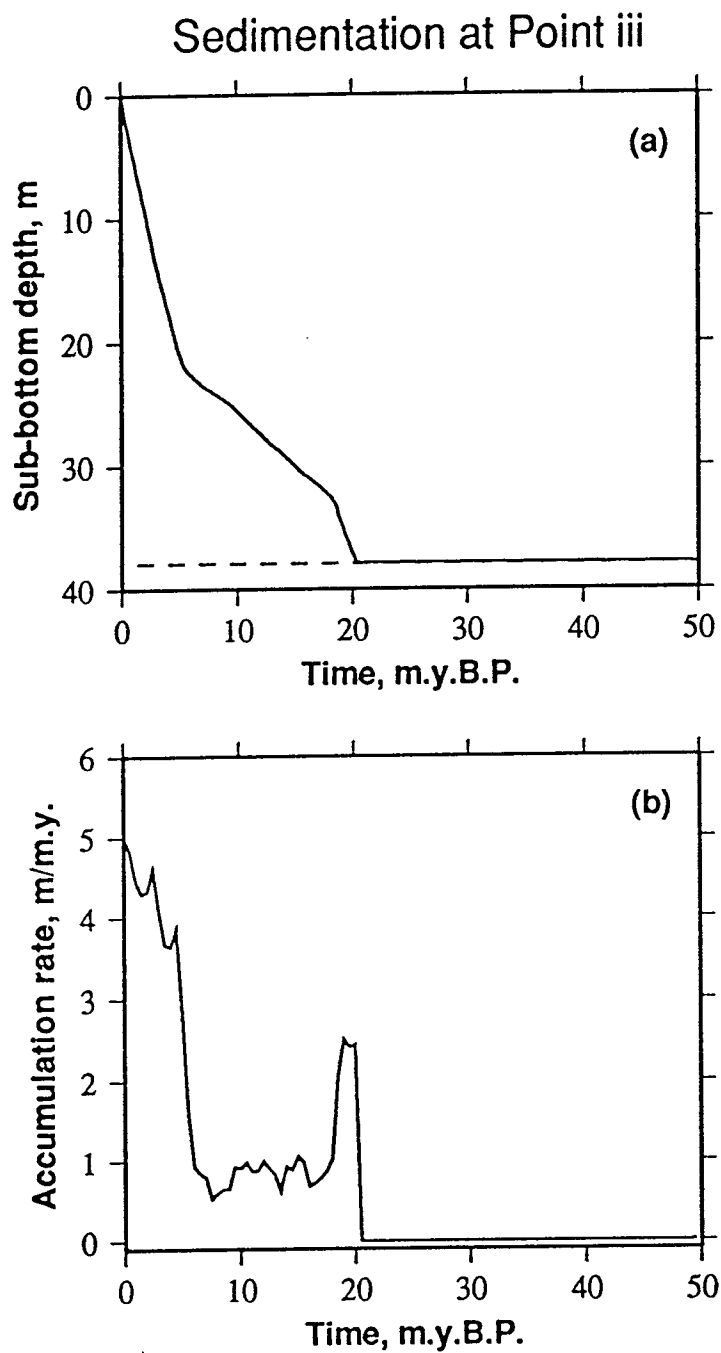 Sedimentation at Point iii
(a)
Sub-bottom depth, m
0
10
20
30
40
0 10 20 30 40 50
Time, m.y.B.P.
(b)
Accumulation rate, m/m.y.
6
5
4
3
2
1
0
0 10 20 30 40 50
Time, m.y.B.P.